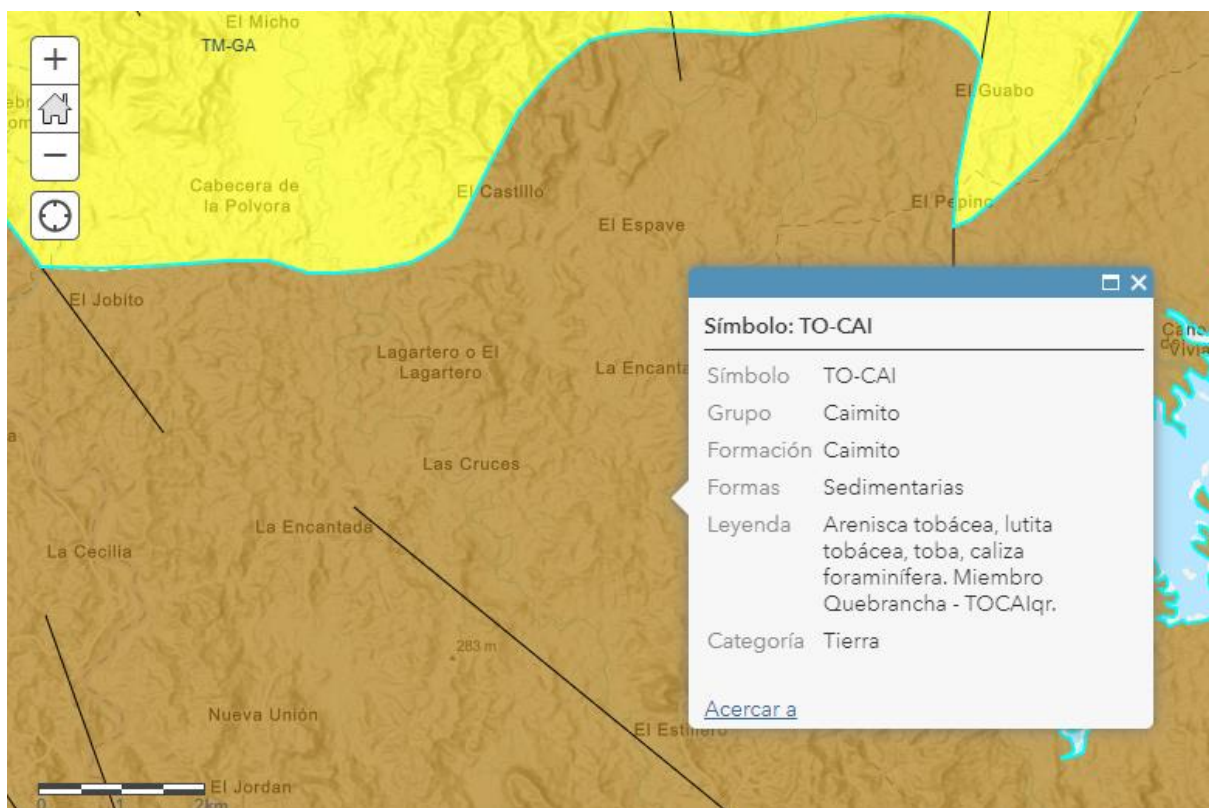 El Micho
TM-GA
+
El Guabo
Cabecera de
la Polvora
El Castillo
El Pepino
El Espave
−
El Jobito
Símbolo: TO-CAI
Símbolo TO-CAI
Grupo Caimito
Formación Caimito
Formas Sedimentarias
Leyenda Arenisca tobácea, lutita
tobácea, toba, caliza
foraminífera. Miembro
Quebrancha - TOCAIqr.
Categoría Tierra
Acercar a
Lagartero o El
Lagartero
La Encanta
Las Cruces
La Encantada
La Cecilia
283 m
Nueva Unión
El Estillero
El Jordan
0 1 2km